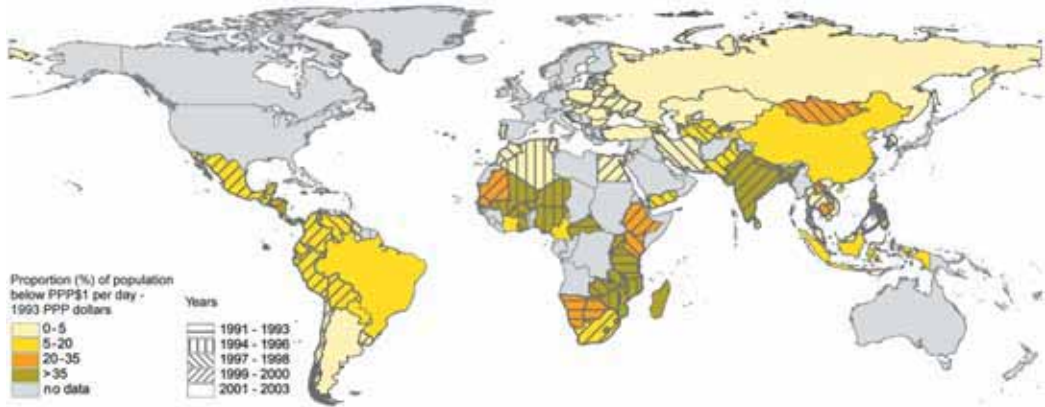 Proportion (%) of population
below PPP$1 per day -
1993 PPP dollars
0-5
5-20
20-35
>35
no data
Years
1991 - 1993
1994 - 1996
1997 - 1998
1999 - 2000
2001 - 2003